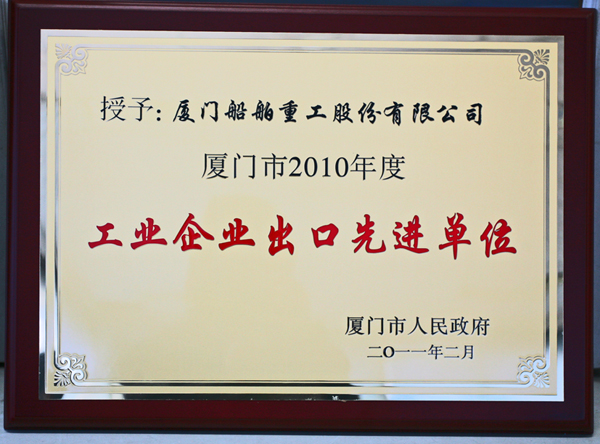 授予：厦门船舶重工股份有限公司
厦门市2010年度
工业企业出口先进单位
厦门市人民政府
二O一一年二月